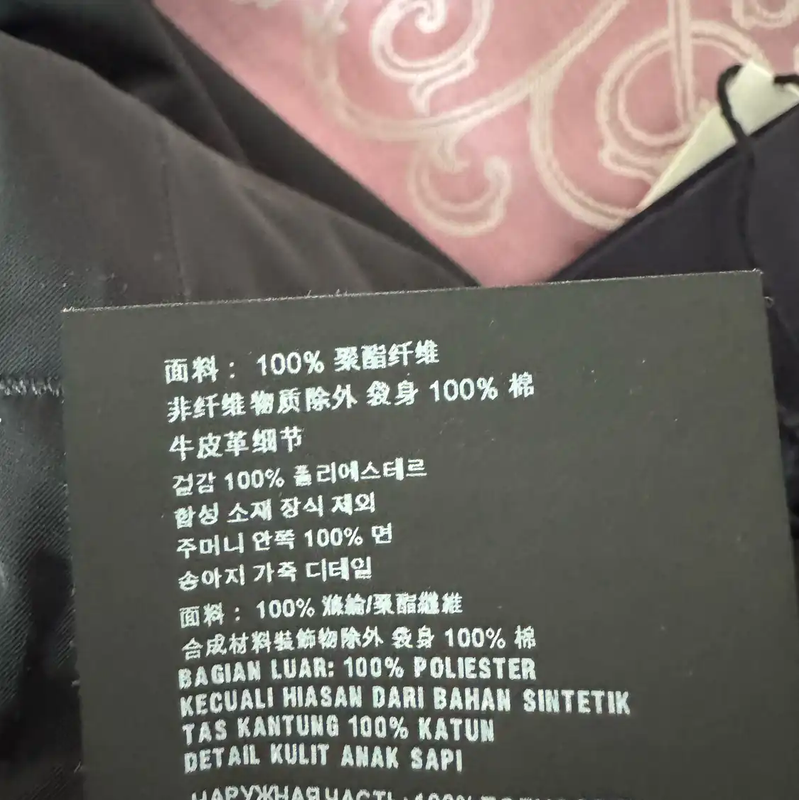 面料： 100% 聚酯纤维
非纤维物质除外 袋身 100% 棉
牛皮革细节
겉감 100% 폴리에스테르
합성 소재 장식 제외
주머니 안쪽 100% 면
송아지 가죽 디테일
面料： 100% 滌綸/聚酯纖維
合成材料裝飾物除外 袋身 100% 棉
BAGIAN LUAR: 100% POLIESTER
KECUALI HIASAN DARI BAHAN SINTETIK
TAS KANTUNG 100% KATUN
DETAIL KULIT ANAK SAPI
НАРУЖНАЯ ЧАСТЬ: 100%